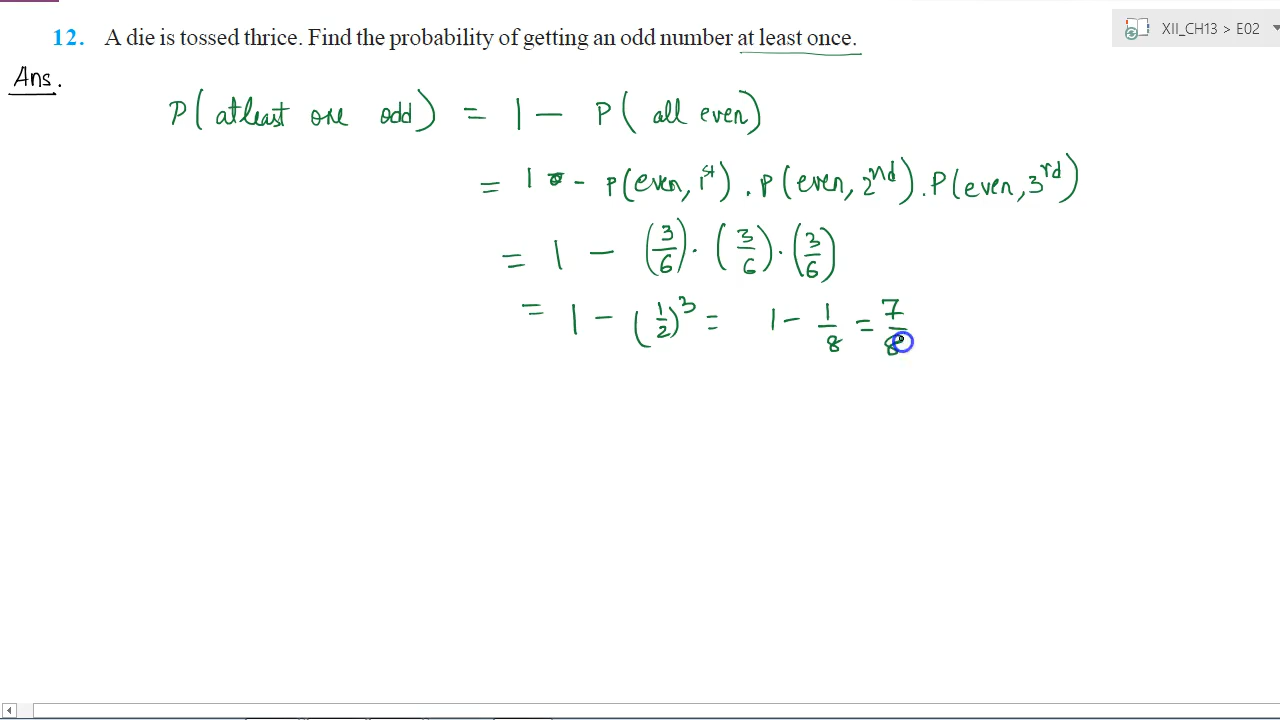 XII_CH13 > E02
12. A die is tossed thrice. Find the probability of getting an odd number at least once.
Ans.
P( atleast one odd) = 1 − P( all even)
= 1 - P(even, 1st) . P(even, 2nd) . P(even, 3rd)
= 1 − (3/6) · (3/6) · (3/6)
= 1 − (1/2)^3 = 1 − 1/8 = 7/8